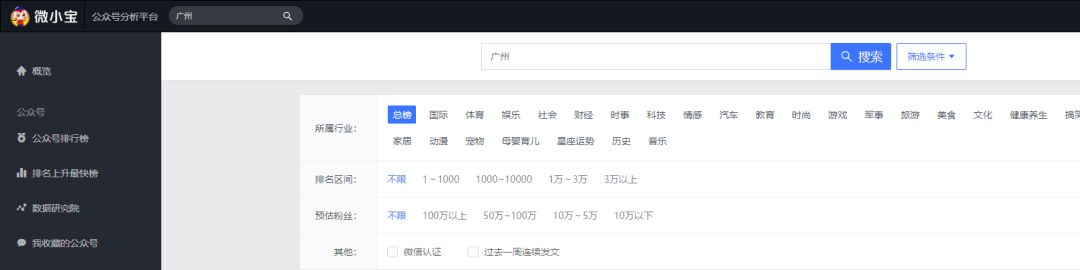 微小宝 公众号分析平台 广州
广州 搜索 筛选条件
概览
公众号
公众号排行榜
排名上升最快榜
数据研究院
我收藏的公众号
所属行业: 总榜 国际 体育 娱乐 社会 财经 时事 科技 情感 汽车 教育 时尚 游戏 军事 旅游 美食 文化 健康养生 搞笑
家居 动漫 宠物 母婴育儿 星座运势 历史 音乐
排名区间: 不限 1~1000 1000~10000 1万~3万 3万以上
预估粉丝: 不限 100万以上 50万~100万 10万~5万 10万以下
其他: 微信认证 过去一周连续发文